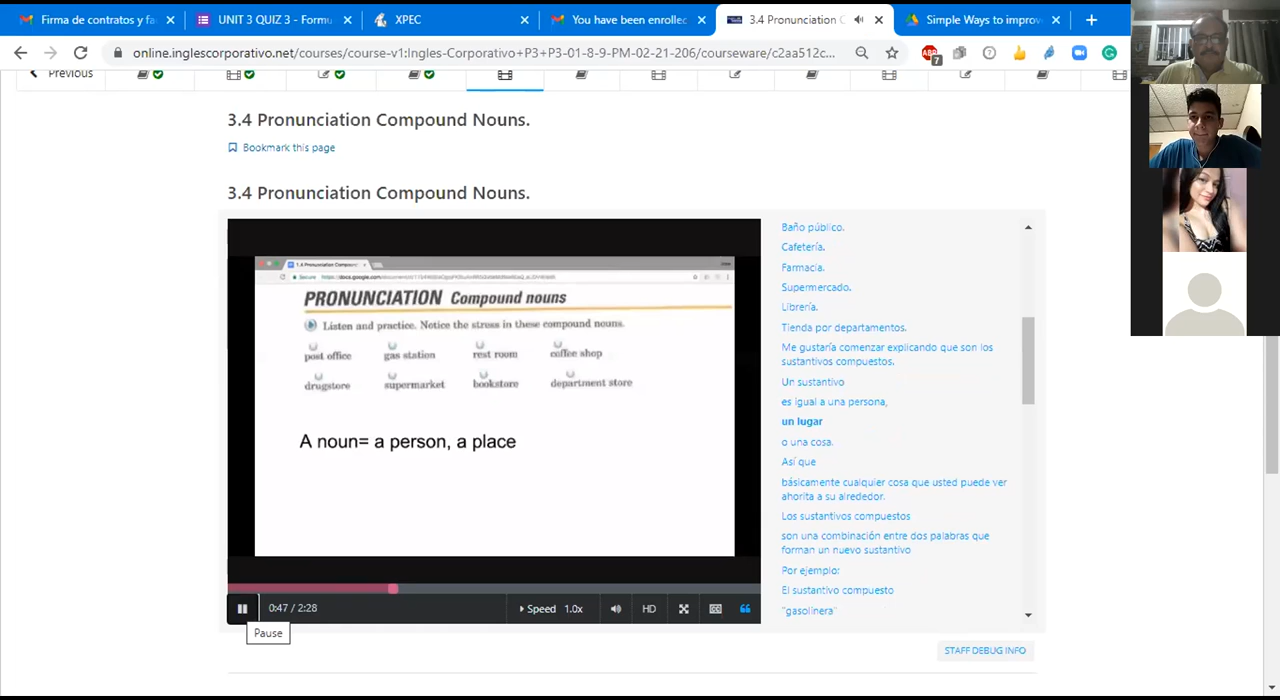 Firma de contratos y fa
UNIT 3 QUIZ 3 - Formu
XPEC
You have been enrolle
3.4 Pronunciation C
Simple Ways to improv
online.inglescorporativo.net/courses/course-v1:Ingles-Corporativo+P3+P3-01-8-9-PM-02-21-206/courseware/c2aa512c...
ABP
7
Previous
3.4 Pronunciation Compound Nouns.
Bookmark this page
3.4 Pronunciation Compound Nouns.
PRONUNCIATION Compound nouns
Listen and practice. Notice the stress in these compound nouns.
post office gas station rest room coffee shop
drugstore supermarket bookstore department store
A noun= a person, a place
0:47 / 2:28
Speed 1.0x
HD
Pause
Baño público.
Cafetería.
Farmacia.
Supermercado.
Librería.
Tienda por departamentos.
Me gustaría comenzar explicando que son los
sustantivos compuestos.
Un sustantivo
es igual a una persona,
un lugar
o una cosa.
Así que
básicamente cualquier cosa que usted puede ver
ahorita a su alrededor.
Los sustantivos compuestos
son una combinación entre dos palabras que
forman un nuevo sustantivo
Por ejemplo:
El sustantivo compuesto
"gasolinera"
STAFF DEBUG INFO